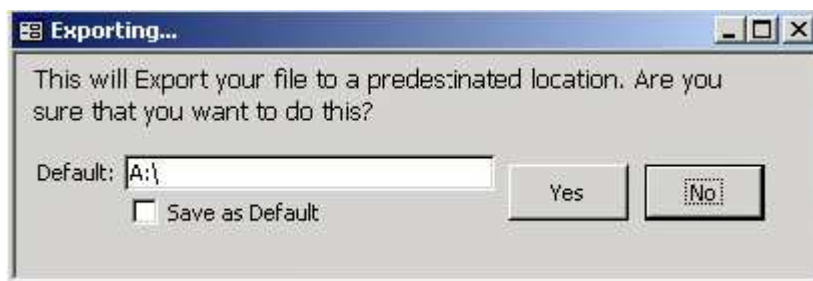 Exporting...
This will Export your file to a predestinated location. Are you
sure that you want to do this?
Default: A:\
Yes
No
Save as Default